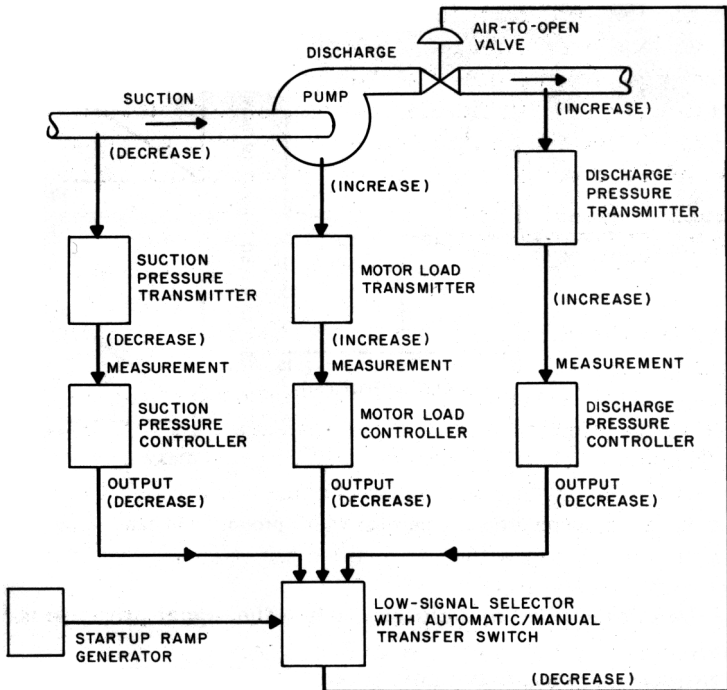 AIR-TO-OPEN
VALVE
DISCHARGE
PUMP
SUCTION
(DECREASE)
(INCREASE)
(INCREASE)
DISCHARGE
PRESSURE
TRANSMITTER
SUCTION
PRESSURE
TRANSMITTER
MOTOR LOAD
TRANSMITTER
(INCREASE)
(DECREASE)
MEASUREMENT
(INCREASE)
MEASUREMENT
MEASUREMENT
SUCTION
PRESSURE
CONTROLLER
MOTOR LOAD
CONTROLLER
DISCHARGE
PRESSURE
CONTROLLER
OUTPUT
(DECREASE)
OUTPUT
(DECREASE)
OUTPUT
(DECREASE)
LOW-SIGNAL SELECTOR
WITH AUTOMATIC/MANUAL
TRANSFER SWITCH
STARTUP RAMP
GENERATOR
(DECREASE)